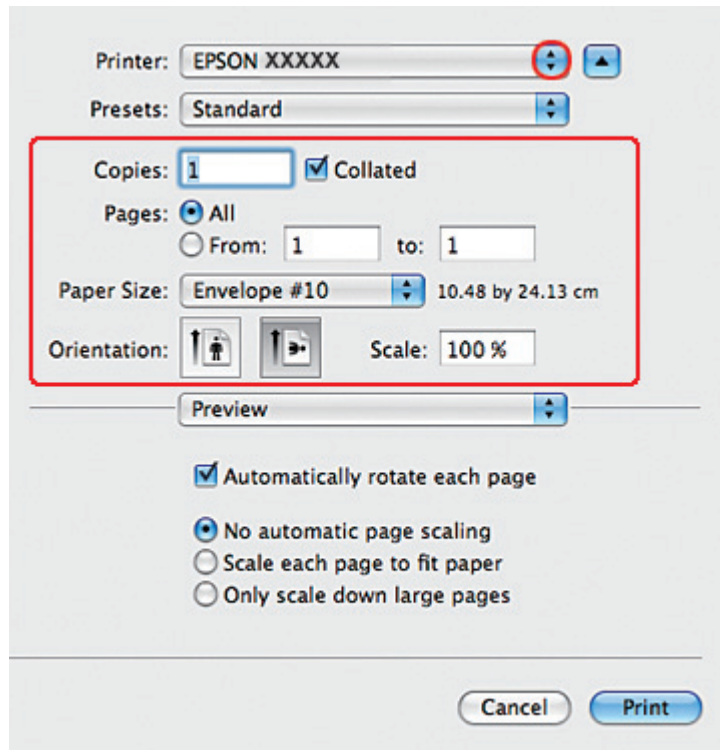 Printer: EPSON XXXXX
Presets: Standard
Copies: 1 Collated
Pages: All
From: 1 to: 1
Paper Size: Envelope #10 10.48 by 24.13 cm
Orientation: Scale: 100 %
Preview
Automatically rotate each page
No automatic page scaling
Scale each page to fit paper
Only scale down large pages
Cancel Print